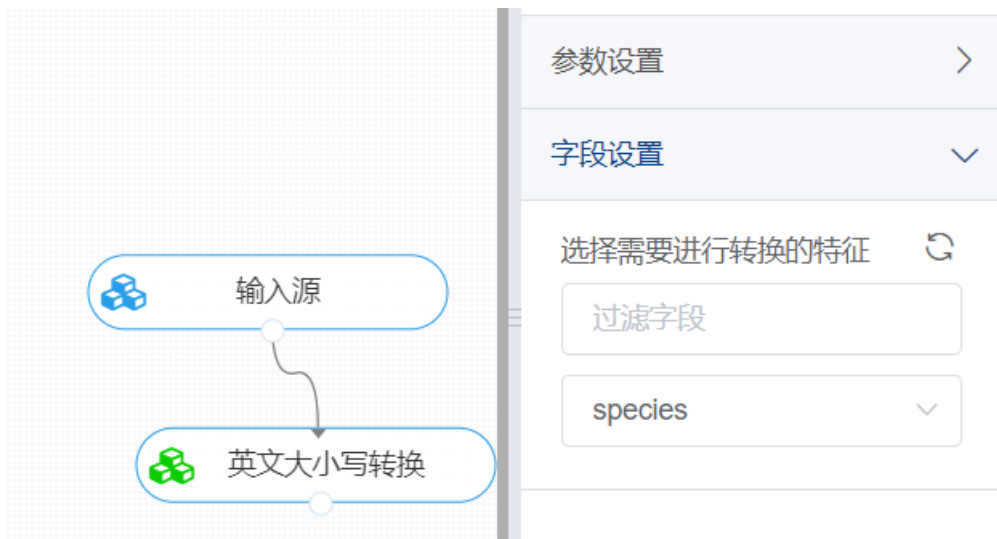 输入源
英文大小写转换
参数设置
字段设置
选择需要进行转换的特征
过滤字段
species